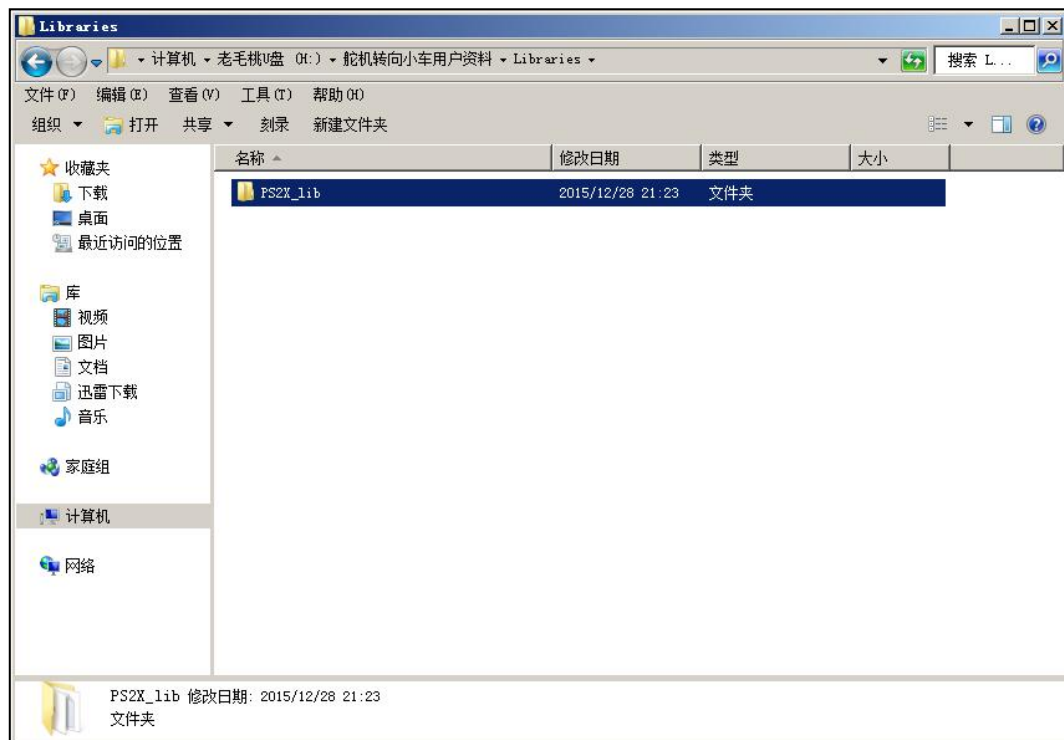 Libraries
计算机 老毛桃U盘 (H:) 舵机转向小车用户资料 Libraries
搜索 L...
文件(F) 编辑(E) 查看(V) 工具(T) 帮助(H)
组织 打开 共享 刻录 新建文件夹
名称 修改日期 类型 大小
PS2X_lib 2015/12/28 21:23 文件夹
收藏夹
下载
桌面
最近访问的位置
库
视频
图片
文档
迅雷下载
音乐
家庭组
计算机
网络
PS2X_lib 修改日期: 2015/12/28 21:23
文件夹